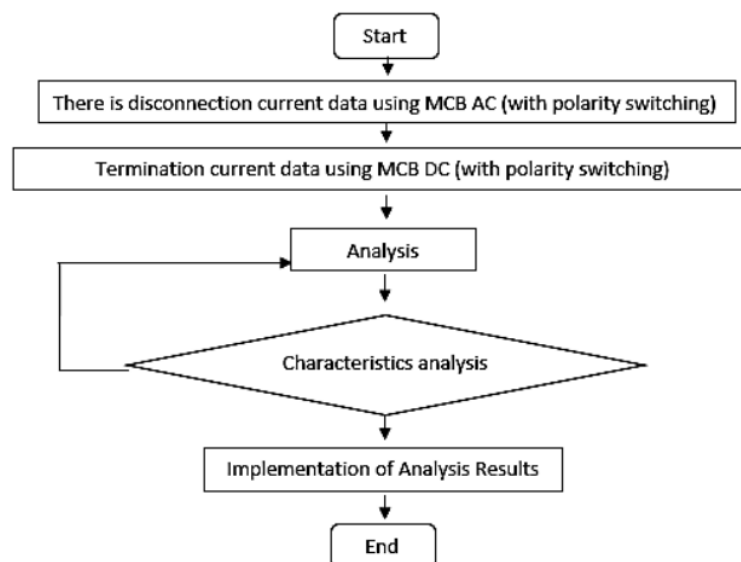 Start
There is disconnection current data using MCB AC (with polarity switching)
Termination current data using MCB DC (with polarity switching)
Analysis
Characteristics analysis
Implementation of Analysis Results
End